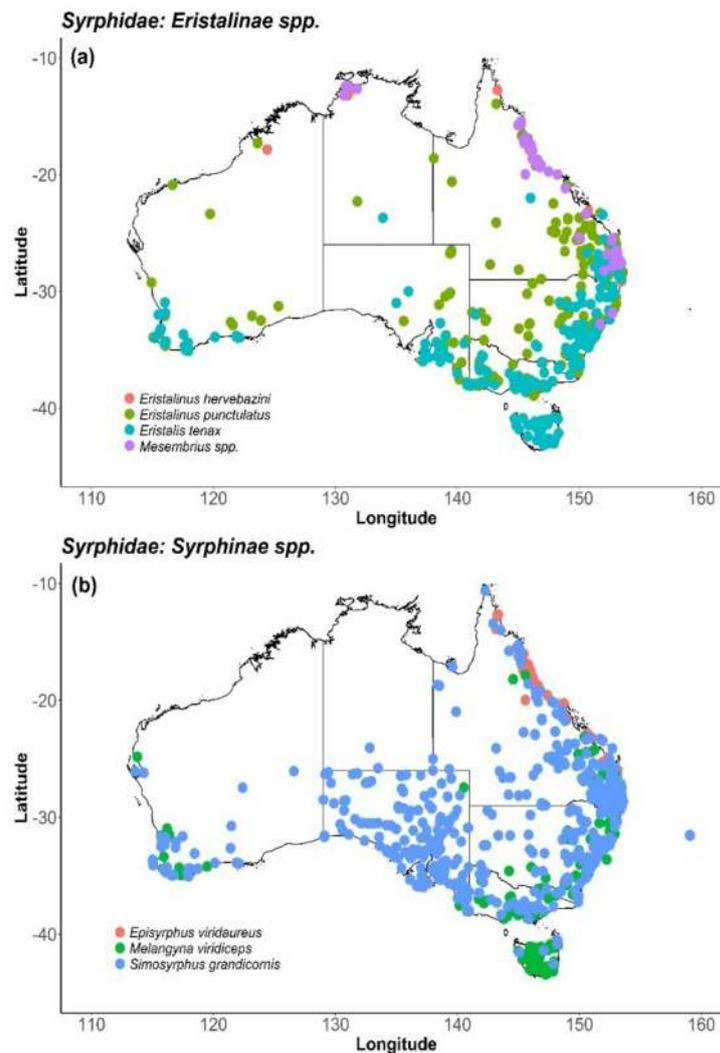 Syrphidae: Eristalinae spp.
(a)
-10
-20
-30
-40
Latitude
Eristalinus hervebazini
Eristalinus punctulatus
Eristalis tenax
Mesembrius spp.
110 120 130 140 150 160
Longitude
Syrphidae: Syrphinae spp.
(b)
-10
-20
-30
-40
Latitude
Episyrphus viridaureus
Melangyna viridiceps
Simosyrphus grandicornis
110 120 130 140 150 160
Longitude